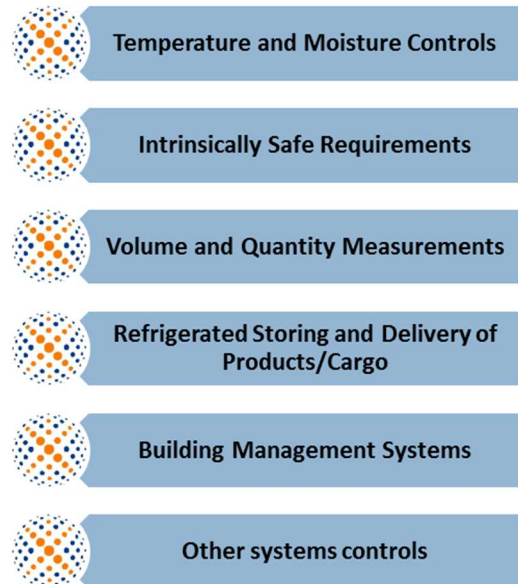 Temperature and Moisture Controls
Intrinsically Safe Requirements
Volume and Quantity Measurements
Refrigerated Storing and Delivery of
Products/Cargo
Building Management Systems
Other systems controls